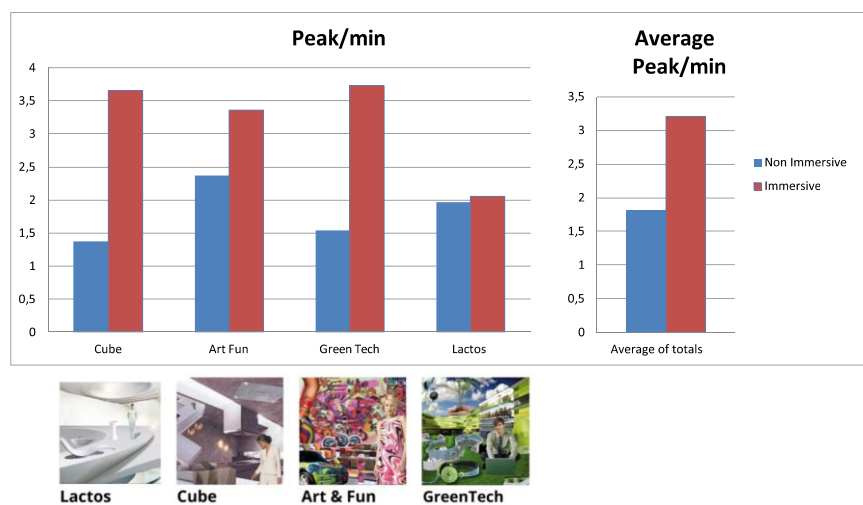 Peak/min
4
3,5
3
2,5
2
1,5
1
0,5
0
Cube Art Fun Green Tech Lactos
Average
Peak/min
3,5
3
2,5
2
1,5
1
0,5
0
Average of totals
Non Immersive
Immersive
Lactos Cube Art & Fun GreenTech